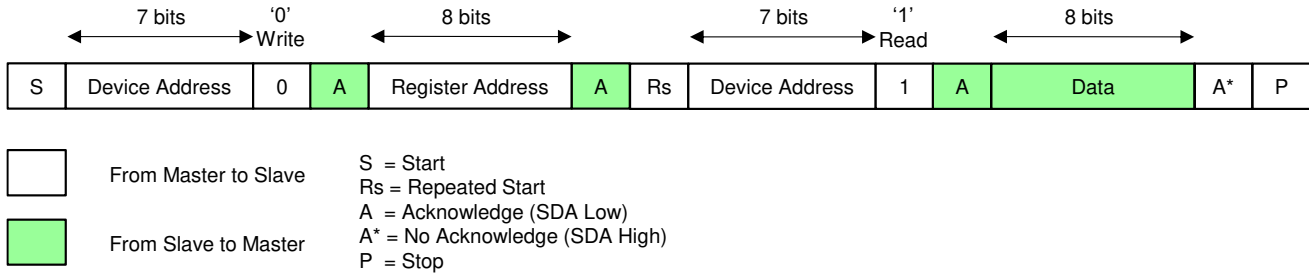 7 bits ‘0’ 8 bits 7 bits ‘1’ 8 bits
Write Read
S Device Address 0 A Register Address A Rs Device Address 1 A Data A* P
From Master to Slave
From Slave to Master
S = Start
Rs = Repeated Start
A = Acknowledge (SDA Low)
A* = No Acknowledge (SDA High)
P = Stop